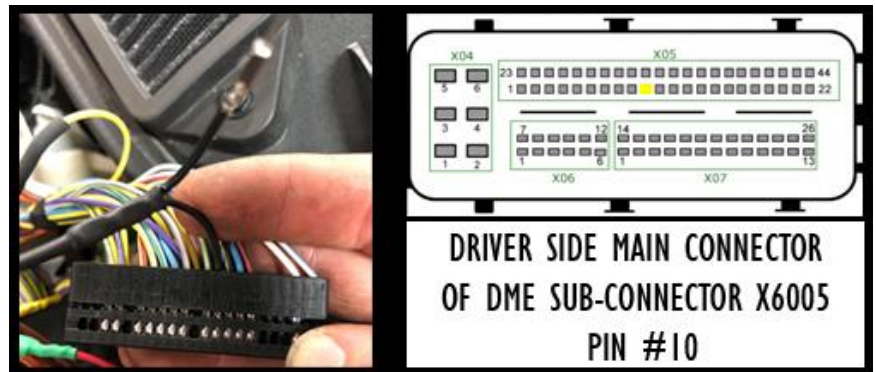 X04 X05
23 44
5 6 1 22
3 4
7 12 14 26
1 2 1 6 1 13
X06 X07
DRIVER SIDE MAIN CONNECTOR
OF DME SUB-CONNECTOR X6005
PIN #10